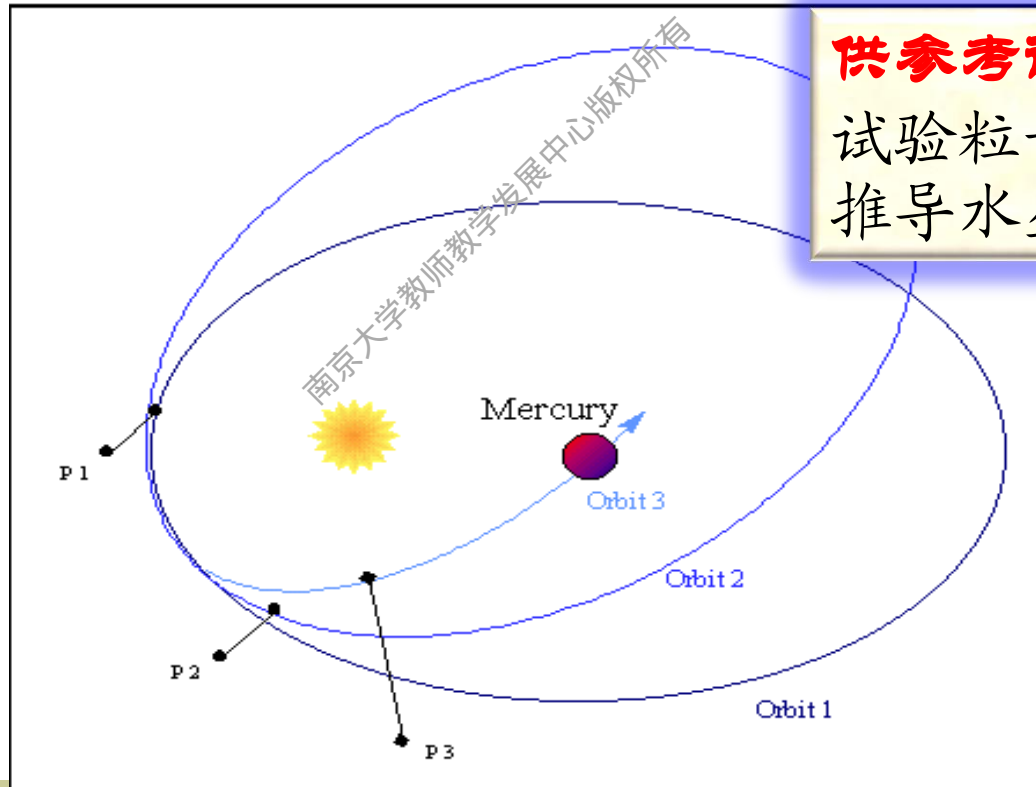 供参考
试验粒
推导水
南京大学教师教学发展中心版权所有
Mercury
Orbit 3
P 1
Orbit 2
P 2
Orbit 1
P 3